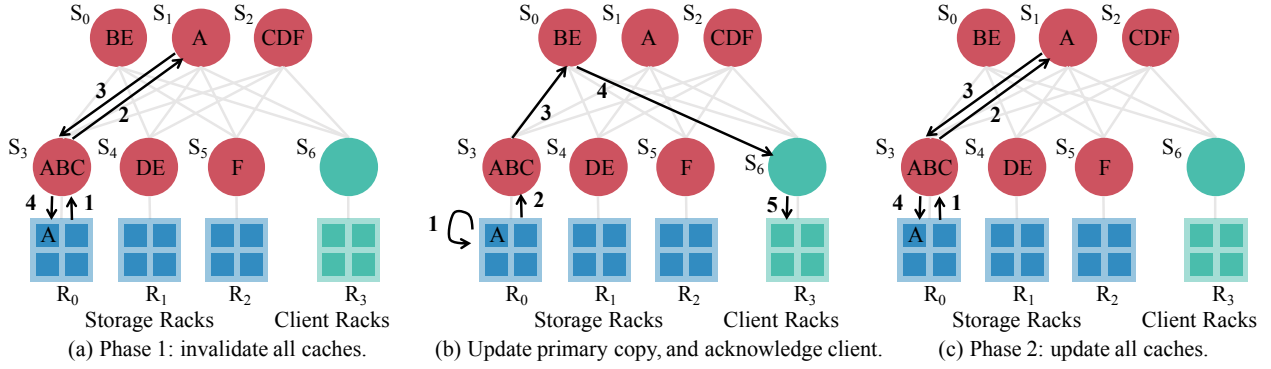 S0 S1 S2
BE A CDF
3
2
S3 S4 S5 S6
ABC DE F
4 1
A
R0 R1 R2 R3
Storage Racks Client Racks
(a) Phase 1: invalidate all caches.
S0 S1 S2
BE A CDF
4
3
S3 S4 S5 S6
ABC DE F
1 2 5
A
R0 R1 R2 R3
Storage Racks Client Racks
(b) Update primary copy, and acknowledge client.
S0 S1 S2
BE A CDF
3
2
S3 S4 S5 S6
ABC DE F
4 1
A
R0 R1 R2 R3
Storage Racks Client Racks
(c) Phase 2: update all caches.